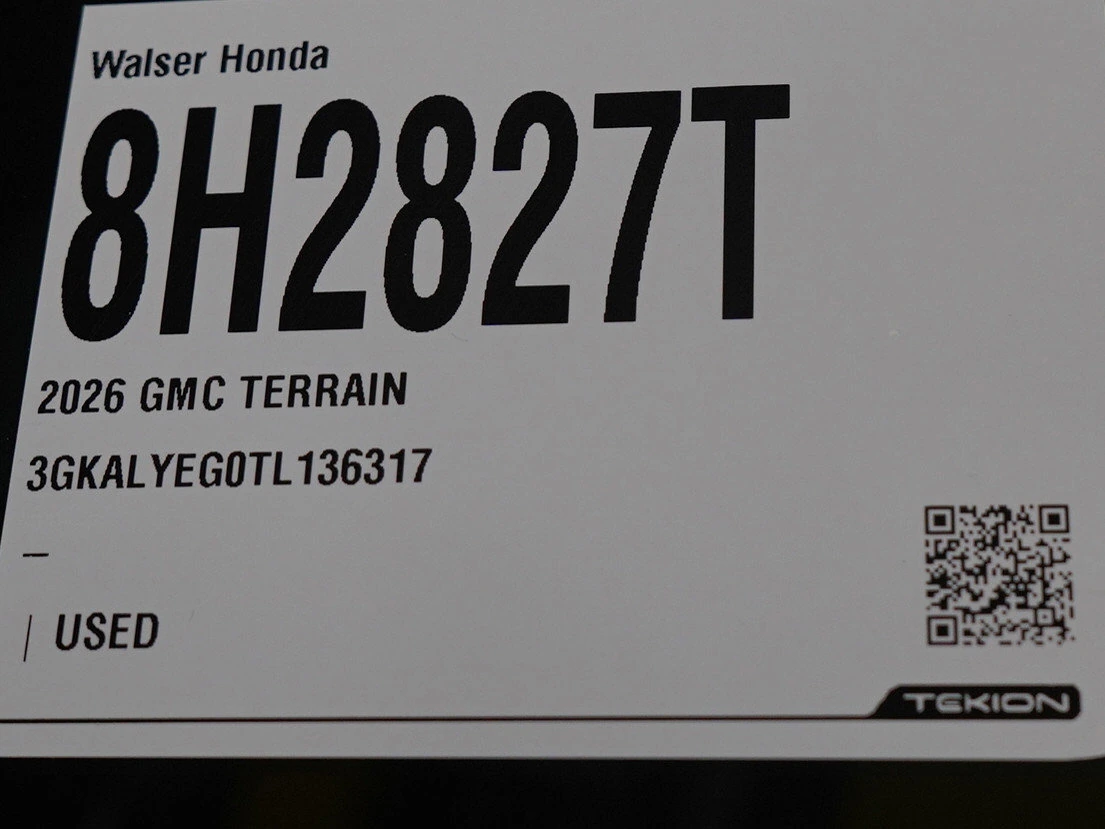 Walser Honda
8H2827T
2026 GMC TERRAIN
3GKALYEG0TL136317
–
| USED
TEKION